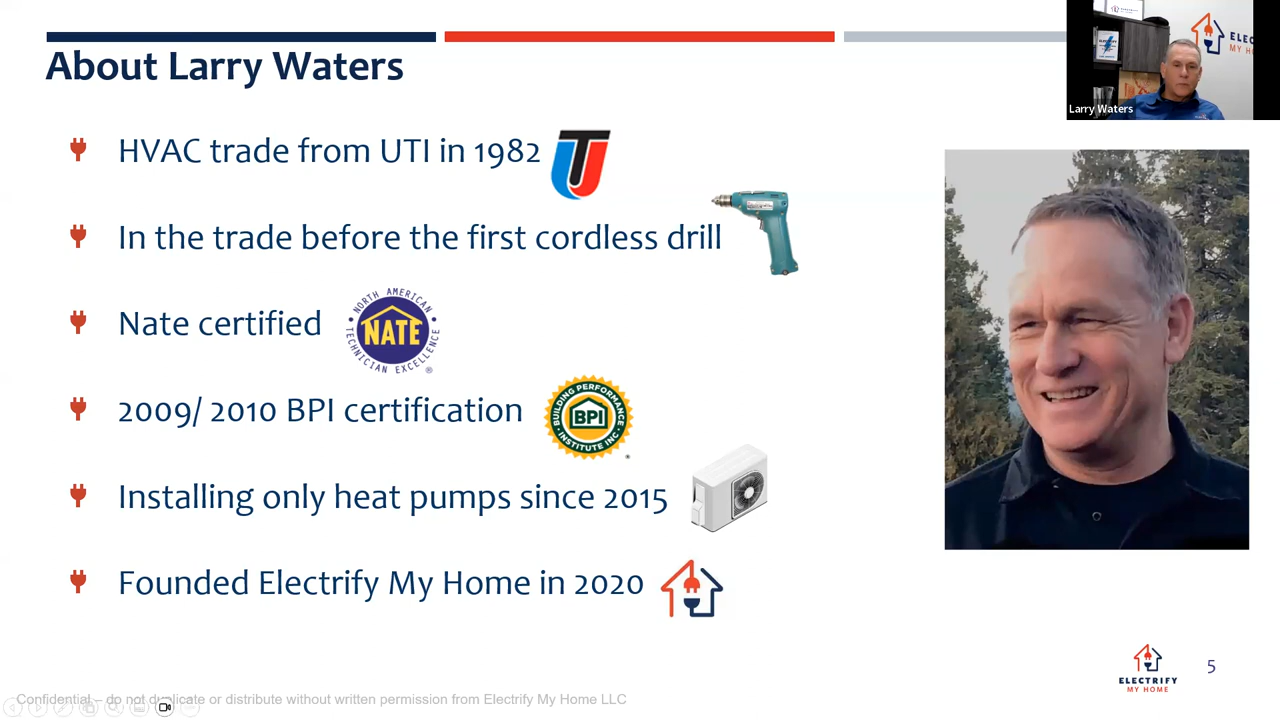 About Larry Waters
ELECTRIFY
MY HOME
Larry Waters
HVAC trade from UTI in 1982
In the trade before the first cordless drill
Nate certified
NORTH AMERICAN
NATE
TECHNICIAN EXCELLENCE
2009/ 2010 BPI certification
BUILDING PERFORMANCE
BPI
INSTITUTE INC
Installing only heat pumps since 2015
Founded Electrify My Home in 2020
ELECTRIFY
MY HOME
5
Confidential – do not duplicate or distribute without written permission from Electrify My Home LLC